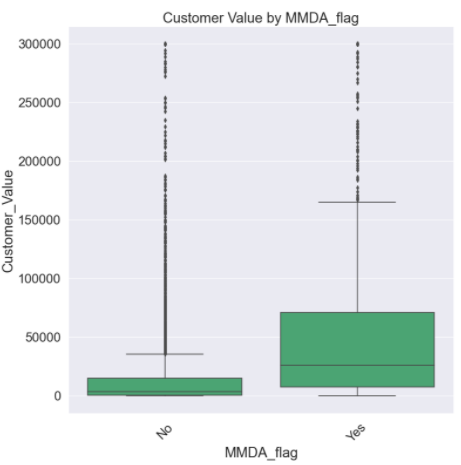 Customer Value by MMDA_flag
300000
250000
200000
150000
100000
50000
0
Customer_Value
No
Yes
MMDA_flag